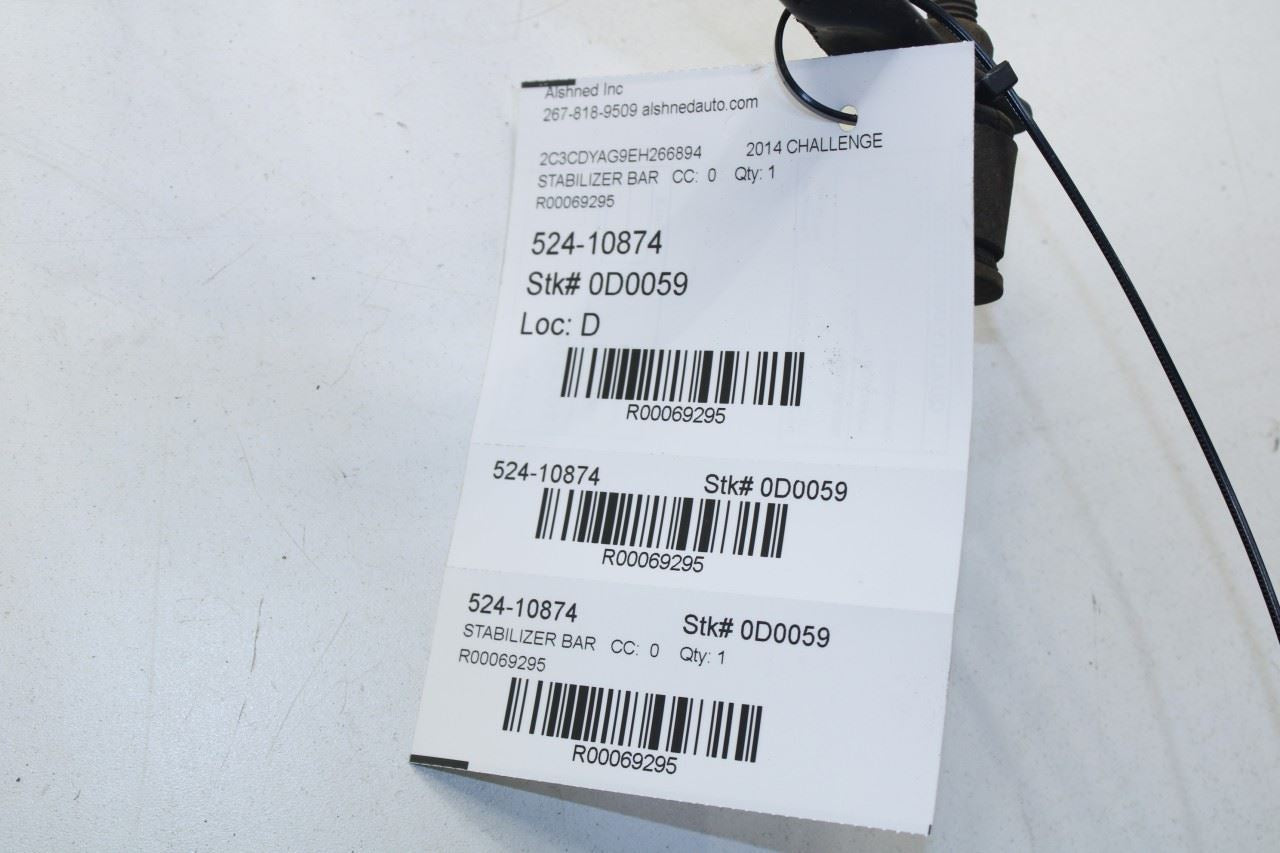 Alshned Inc
267-818-9509 alshnedauto.com
2C3CDYAG9EH266894 2014 CHALLENGE
STABILIZER BAR CC: 0 Qty: 1
R00069295
524-10874
Stk# 0D0059
Loc: D
R00069295
524-10874 Stk# 0D0059
R00069295
524-10874 Stk# 0D0059
STABILIZER BAR CC: 0 Qty: 1
R00069295
R00069295